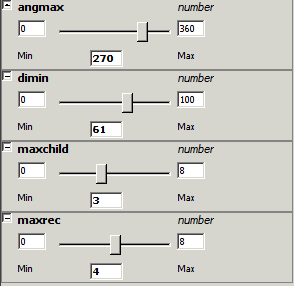 angmax number
0 360
Min 270 Max
dimin number
0 100
Min 61 Max
maxchild number
0 8
Min 3 Max
maxrec number
0 8
Min 4 Max